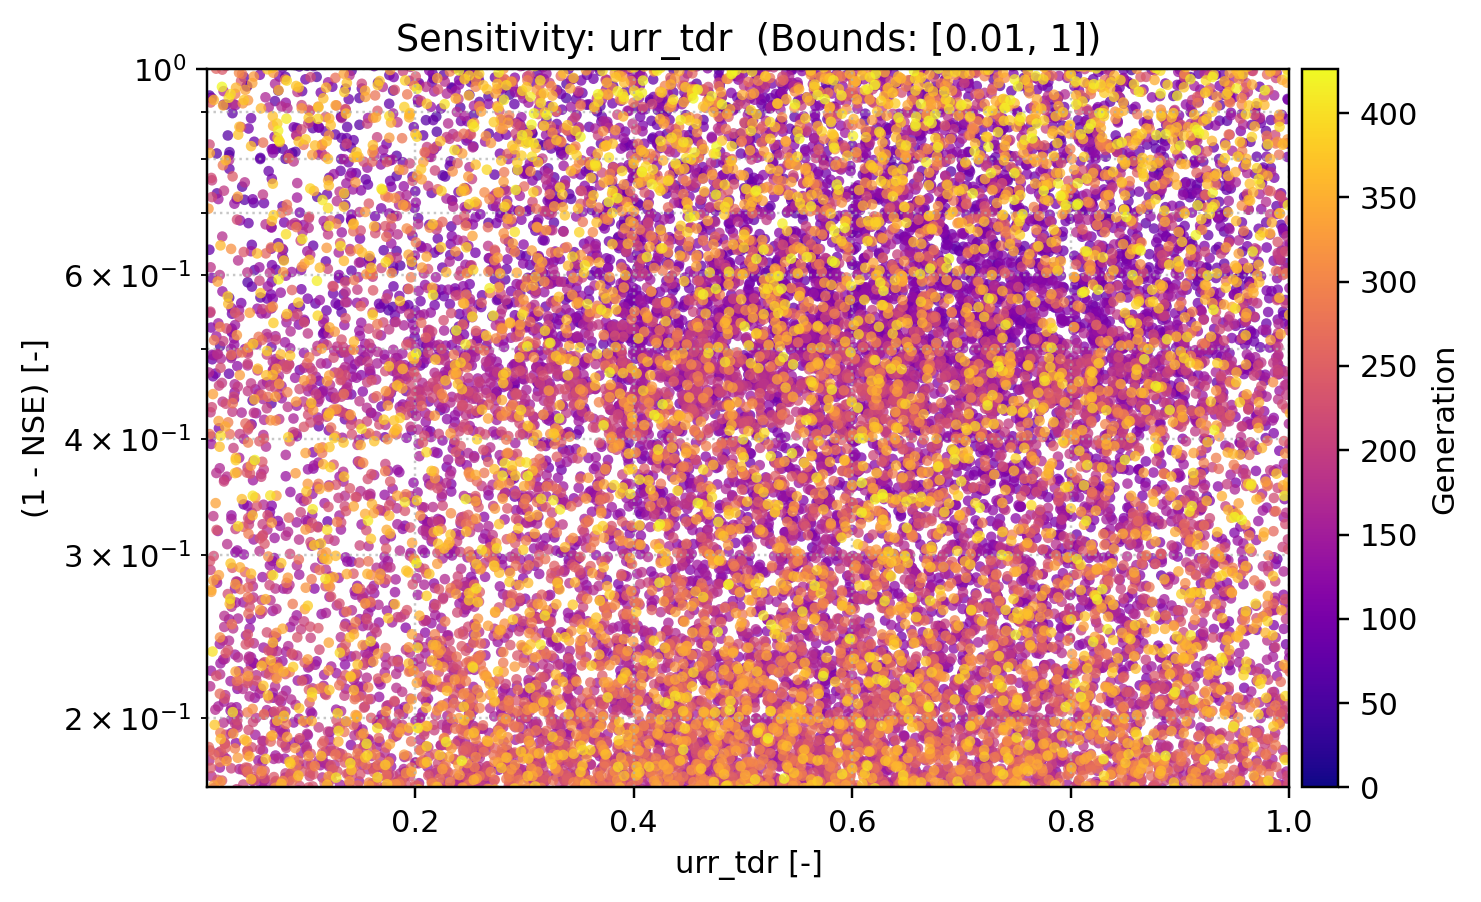 Sensitivity: urr_tdr (Bounds: [0.01, 1])
10⁰
6 × 10⁻¹
4 × 10⁻¹
3 × 10⁻¹
2 × 10⁻¹
(1 - NSE) [-]
0.2 0.4 0.6 0.8 1.0
urr_tdr [-]
400
350
300
250
200
150
100
50
0
Generation